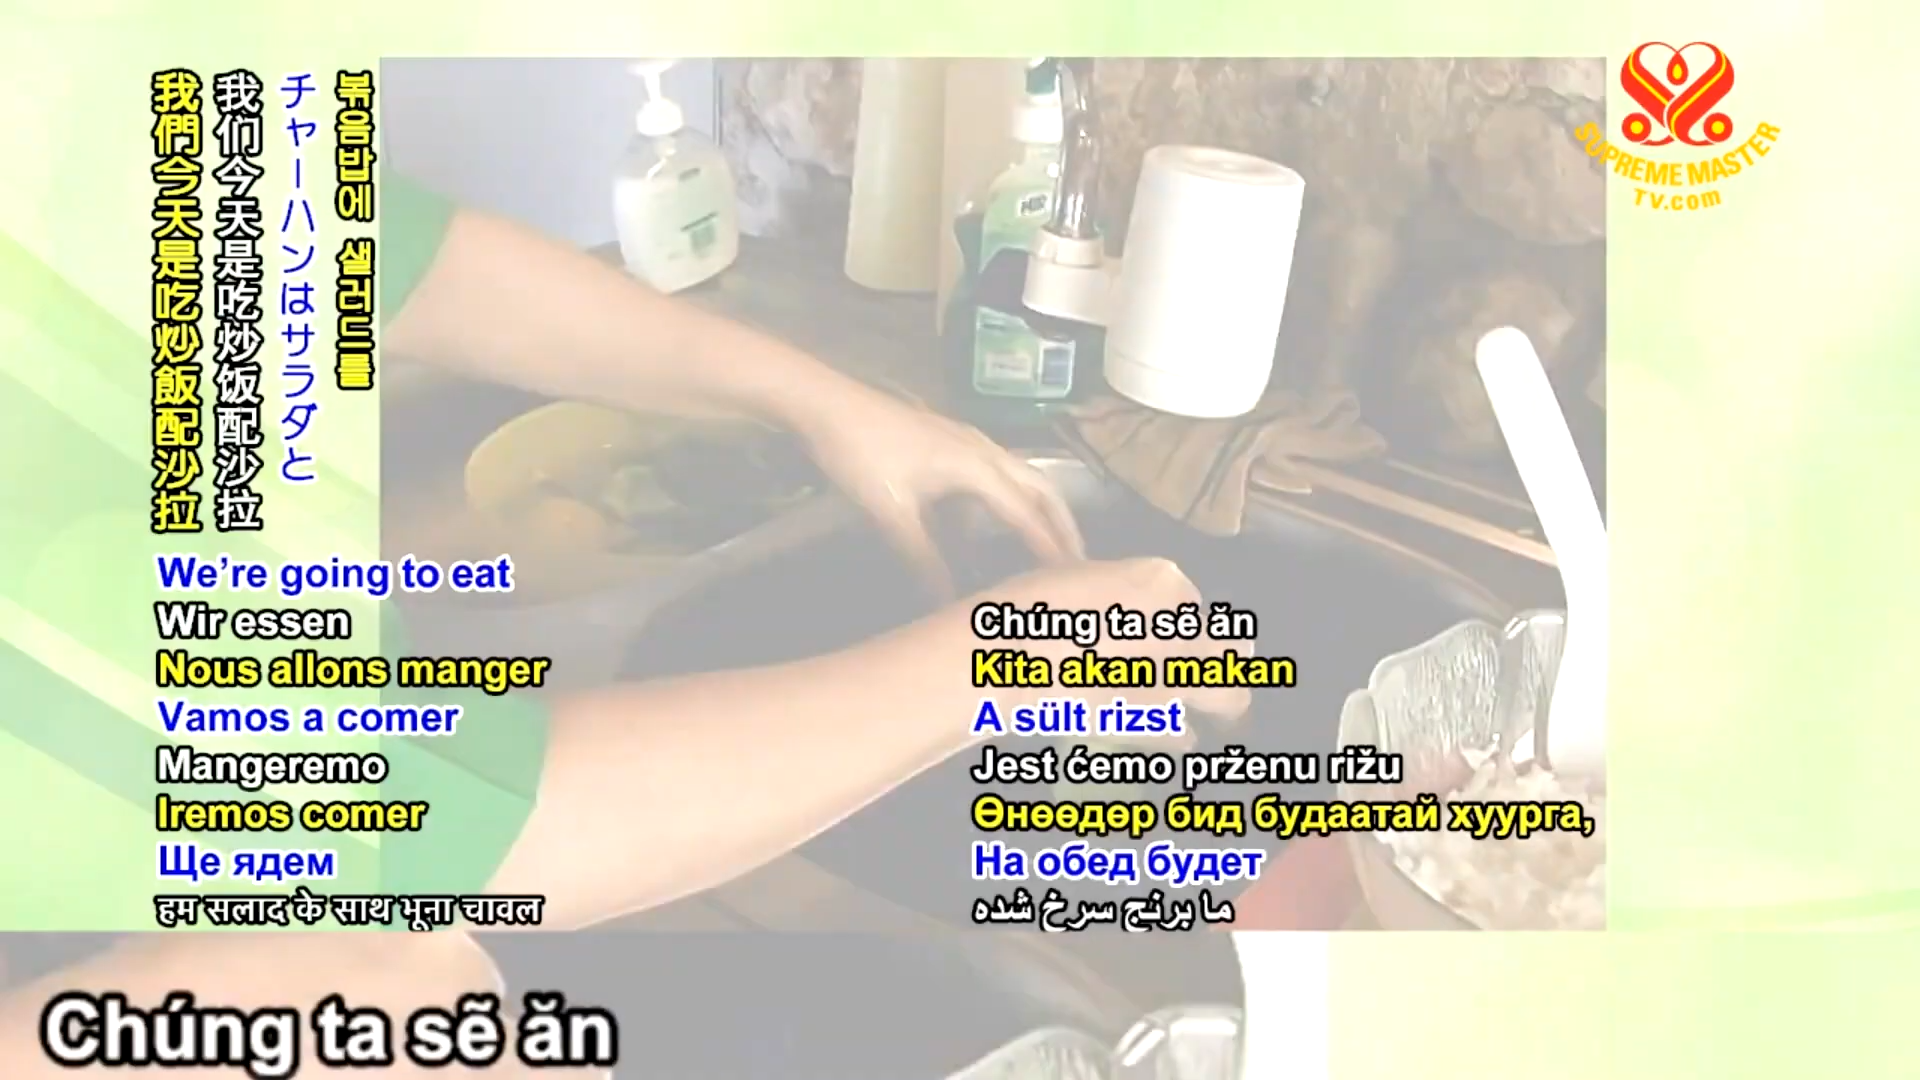 我們今天是吃炒飯配沙拉
我们今天是吃炒饭配沙拉
チャーハンはサラダと
볶음밥에 샐러드를
SUPREME MASTER
TV.com
We're going to eat
Wir essen
Nous allons manger
Vamos a comer
Mangeremo
Iremos comer
Ще ядем
हम सलाद के साथ भूना चावल
Chúng ta sẽ ăn
Kita akan makan
A sült rizst
Jest ćemo prženu rižu
Өнөөдөр бид будаатай хуурга,
На обед будет
ما برنج سرخ شده
Chúng ta sẽ ăn